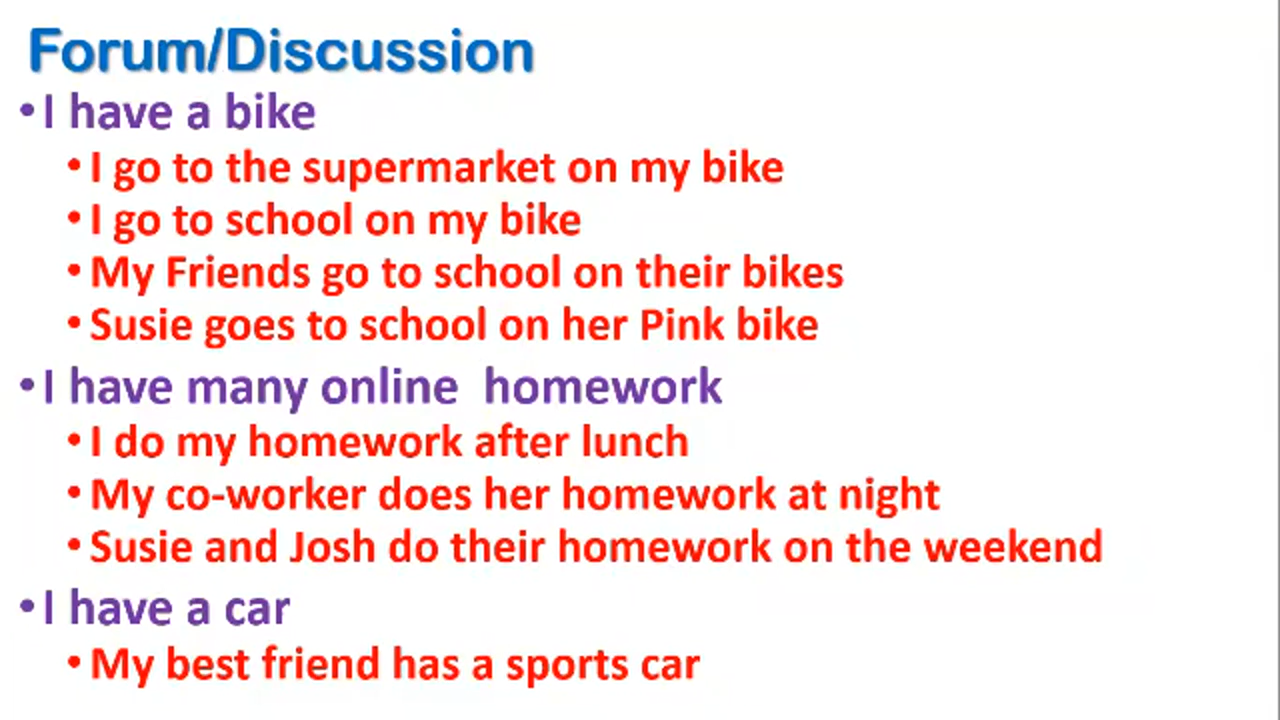 Forum/Discussion
•I have a bike
•I go to the supermarket on my bike
•I go to school on my bike
•My Friends go to school on their bikes
•Susie goes to school on her Pink bike
•I have many online  homework
•I do my homework after lunch
•My co-worker does her homework at night
•Susie and Josh do their homework on the weekend
•I have a car
•My best friend has a sports car